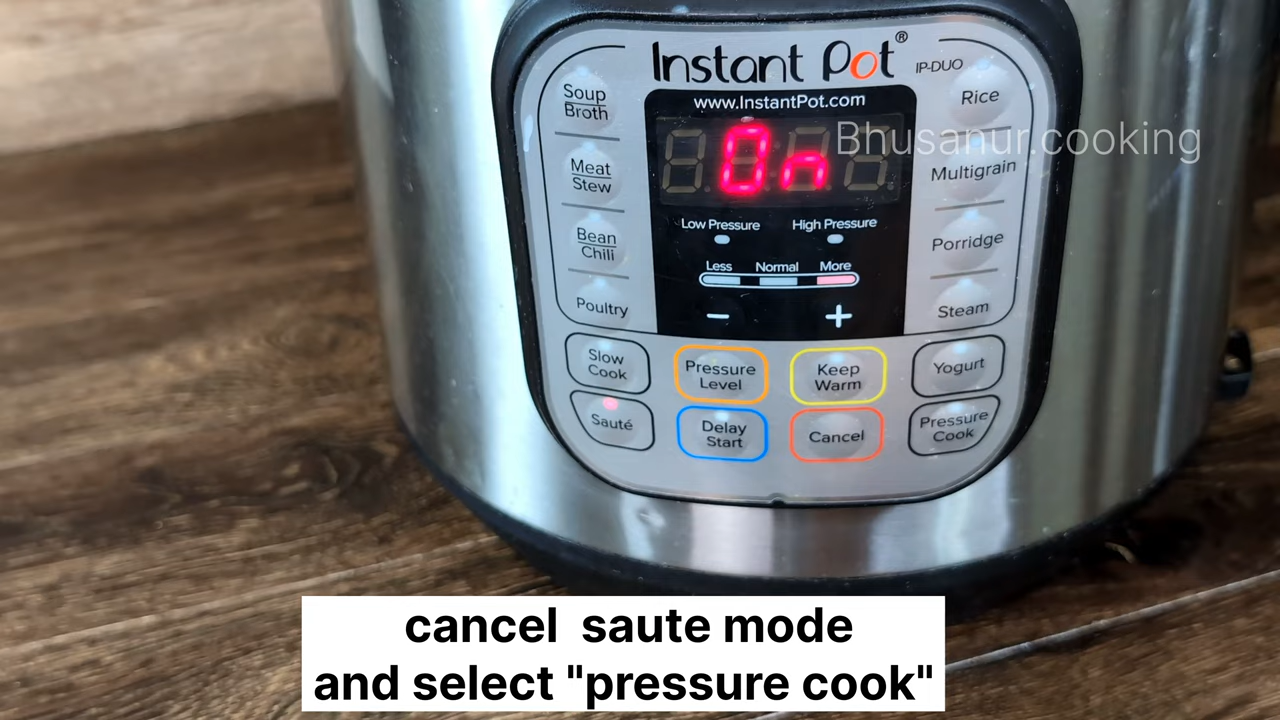 Instant Pot®
IP-DUO
www.InstantPot.com
Soup
Broth
Meat
Stew
Bean
Chili
Poultry
On
Low Pressure
High Pressure
Less
Normal
More
−
+
Rice
Multigrain
Porridge
Steam
Slow
Cook
Sauté
Pressure
Level
Keep
Warm
Delay
Start
Cancel
Yogurt
Pressure
Cook
Bhusanur.cooking
cancel saute mode
and select "pressure cook"